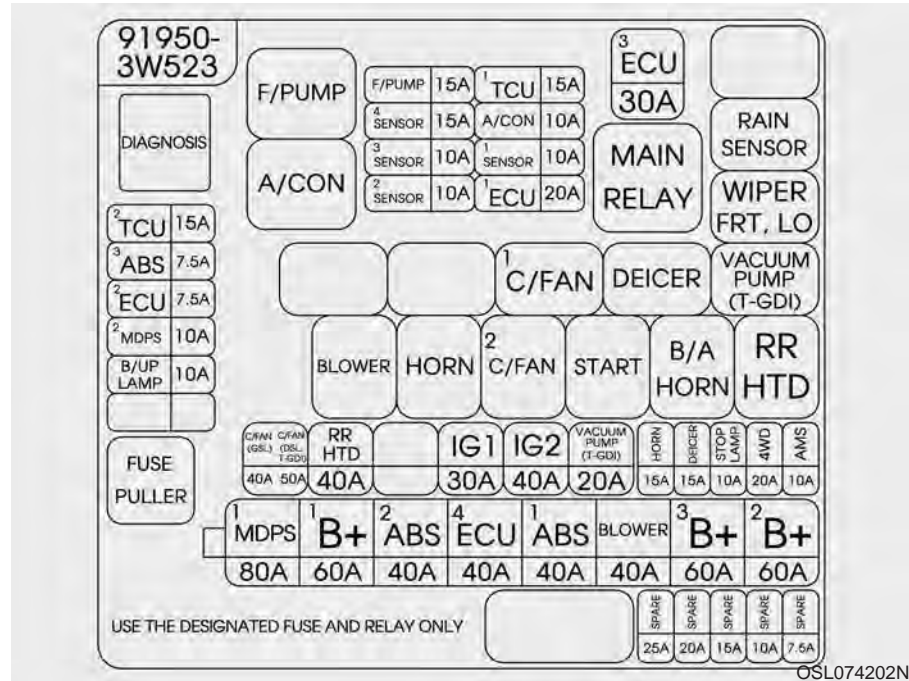 91950-
3W523
DIAGNOSIS
F/PUMP
A/CON
F/PUMP 15A 1 TCU 15A
4 SENSOR 15A A/CON 10A
3 SENSOR 10A 1 SENSOR 10A
2 SENSOR 10A 1 ECU 20A
3
ECU
30A
MAIN
RELAY
RAIN
SENSOR
WIPER
FRT, LO
2 TCU 15A
3 ABS 7.5A
2 ECU 7.5A
2 MDPS 10A
B/UP
LAMP 10A
1
C/FAN
DEICER
VACUUM
PUMP
(T-GDI)
BLOWER
HORN
2
C/FAN
START
B/A
HORN
RR
HTD
FUSE
PULLER
C/FAN
(GSL)
40A
C/FAN
(DSL,
T-GDI)
50A
RR
HTD
40A
IG1
30A
IG2
40A
VACUUM
PUMP
(T-GDI)
20A
HORN
15A
DEICER
15A
STOP
LAMP
10A
4WD
20A
AMS
10A
1 MDPS 1 B+ 2 ABS 4 ECU 1 ABS BLOWER 3 B+ 2 B+
80A 60A 40A 40A 40A 40A 60A 60A
USE THE DESIGNATED FUSE AND RELAY ONLY
SPARE SPARE SPARE SPARE SPARE
25A 20A 15A 10A 7.5A
OSL074202N